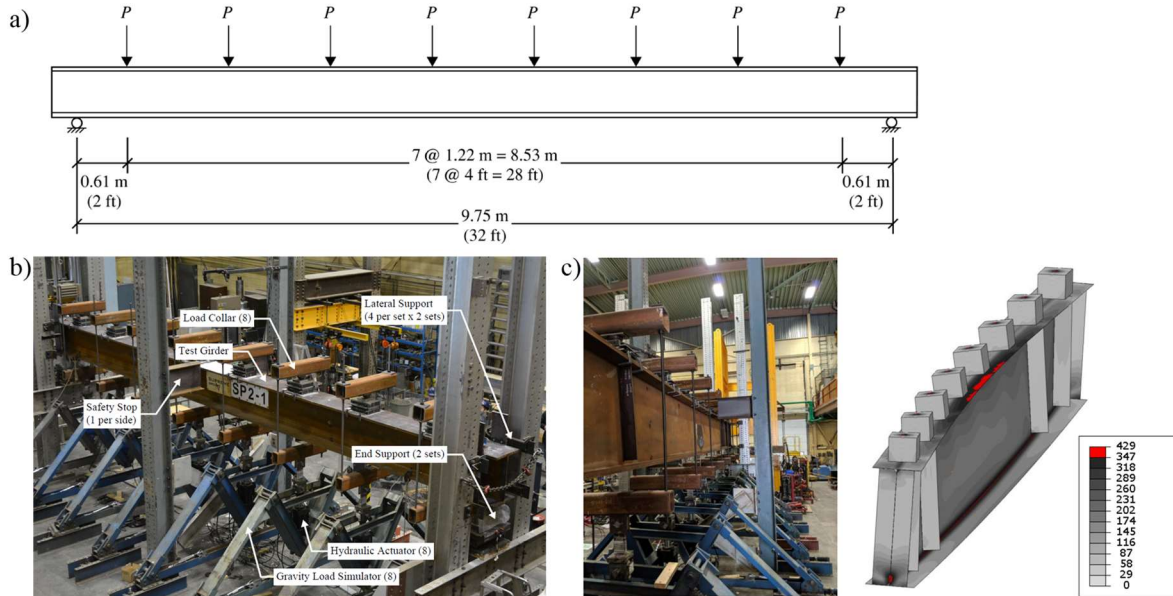 a)
P P P P P P P P
7 @ 1.22 m = 8.53 m
(7 @ 4 ft = 28 ft)
0.61 m
(2 ft)
0.61 m
(2 ft)
9.75 m
(32 ft)
b)
Lateral Support
(4 per set x 2 sets)
Load Collar (8)
Test Girder
SP2-1
Safety Stop
(1 per side)
End Support (2 sets)
Hydraulic Actuator (8)
Gravity Load Simulator (8)
c)
429
347
318
289
260
231
202
174
145
116
87
58
29
0